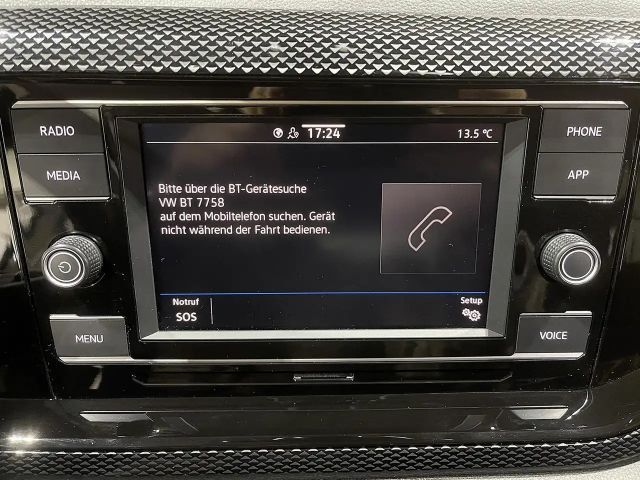 17:24
13.5 °C
RADIO
PHONE
MEDIA
APP
Bitte über die BT-Gerätesuche
VW BT 7758
auf dem Mobiltelefon suchen. Gerät
nicht während der Fahrt bedienen.
Notruf
SOS
Setup
MENU
VOICE